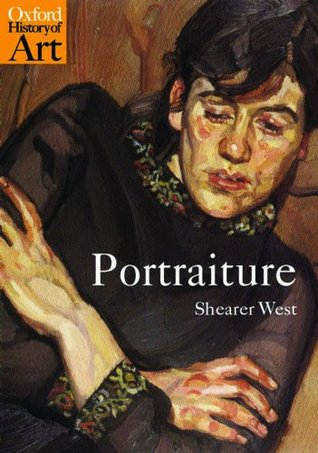 Oxford
History of
Art
Portraiture
Shearer West